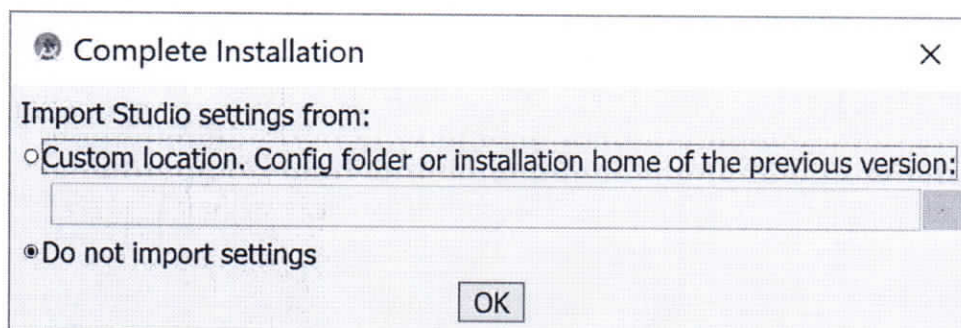 Complete Installation
Import Studio settings from:
Custom location. Config folder or installation home of the previous version:
Do not import settings
OK